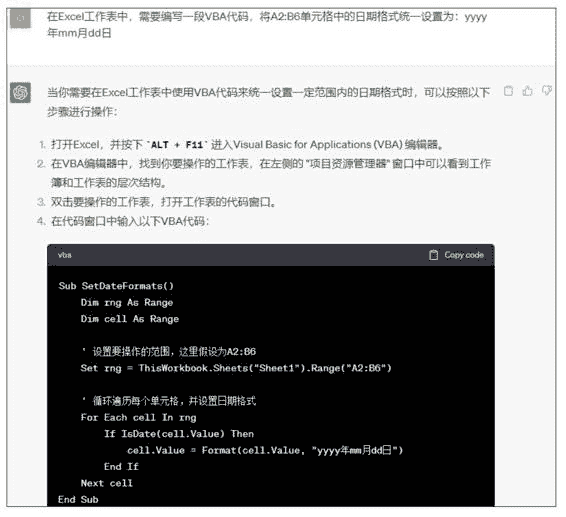 在Excel工作表中，需要编写一段VBA代码，将A2:B6单元格中的日期格式统一设置为：yyyy
年mm月dd日
当你需要在Excel工作表中使用VBA代码来统一设置一定范围内的日期格式时，可以按照以下
步骤进行操作：
1. 打开Excel，并按下 `ALT + F11` 进入Visual Basic for Applications (VBA) 编辑器。
2. 在VBA编辑器中，找到你要操作的工作表，在左侧的 "项目资源管理器" 窗口中可以看到工作
簿和工作表的层次结构。
3. 双击要操作的工作表，打开工作表的代码窗口。
4. 在代码窗口中输入以下VBA代码：
vba Copy code
Sub SetDateFormats()
Dim rng As Range
Dim cell As Range
' 设置要操作的范围，这里假设为A2:B6
Set rng = ThisWorkbook.Sheets("Sheet1").Range("A2:B6")
' 循环遍历每个单元格，并设置日期格式
For Each cell In rng
If IsDate(cell.Value) Then
cell.Value = Format(cell.Value, "yyyy年mm月dd日")
End If
Next cell
End Sub